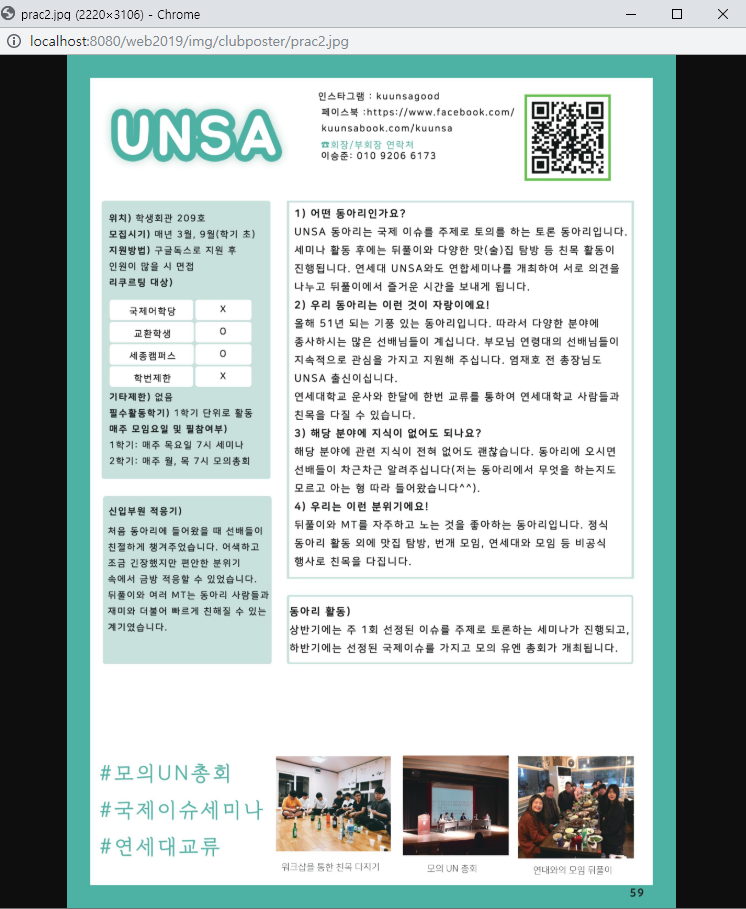 prac2.jpg (2220×3106) - Chrome
localhost:8080/web2019/img/clubposter/prac2.jpg
UNSA
인스타그램 : kuunsagood
페이스북 :https://www.facebook.com/
kuunsabook.com/kuunsa
☎회장/부회장 연락처
이승준: 010 9206 6173
위치) 학생회관 209호
모집시기) 매년 3월, 9월(학기 초)
지원방법) 구글독스로 지원 후
인원이 많을 시 면접
리쿠르팅 대상)
국제어학당 X
교환학생 O
세종캠퍼스 O
학번제한 X
기타제한) 없음
필수활동학기) 1학기 단위로 활동
매주 모임요일 및 필참여부)
1학기: 매주 목요일 7시 세미나
2학기: 매주 월, 목 7시 모의총회
신입부원 적응기)
처음 동아리에 들어왔을 때 선배들이
친절하게 챙겨주었습니다. 어색하고
조금 긴장했지만 편안한 분위기
속에서 금방 적응할 수 있었습니다.
뒤풀이와 여러 MT는 동아리 사람들과
재미와 더불어 빠르게 친해질 수 있는
계기였습니다.
1) 어떤 동아리인가요?
UNSA 동아리는 국제 이슈를 주제로 토의를 하는 토론 동아리입니다.
세미나 활동 후에는 뒤풀이와 다양한 맛(술)집 탐방 등 친목 활동이
진행됩니다. 연세대 UNSA와도 연합세미나를 개최하여 서로 의견을
나누고 뒤풀이에서 즐거운 시간을 보내게 됩니다.
2) 우리 동아리는 이런 것이 자랑이에요!
올해 51년 되는 기풍 있는 동아리입니다. 따라서 다양한 분야에
종사하시는 많은 선배님들이 계십니다. 부모님 연령대의 선배님들이
지속적으로 관심을 가지고 지원해 주십니다. 염재호 전 총장님도
UNSA 출신이십니다.
연세대학교 운사와 한달에 한번 교류를 통하여 연세대학교 사람들과
친목을 다질 수 있습니다.
3) 해당 분야에 지식이 없어도 되나요?
해당 분야에 관련 지식이 전혀 없어도 괜찮습니다. 동아리에 오시면
선배들이 차근차근 알려주십니다(저는 동아리에서 무엇을 하는지도
모르고 아는 형 따라 들어왔습니다^^).
4) 우리는 이런 분위기에요!
뒤풀이와 MT를 자주하고 노는 것을 좋아하는 동아리입니다. 정식
동아리 활동 외에 맛집 탐방, 번개 모임, 연세대와 모임 등 비공식
행사로 친목을 다집니다.
동아리 활동)
상반기에는 주 1회 선정된 이슈를 주제로 토론하는 세미나가 진행되고,
하반기에는 선정된 국제이슈를 가지고 모의 유엔 총회가 개최됩니다.
#모의UN총회
#국제이슈세미나
#연세대교류
워크샵을 통한 친목 다지기
모의 UN 총회
연대와의 모임 뒤풀이
59